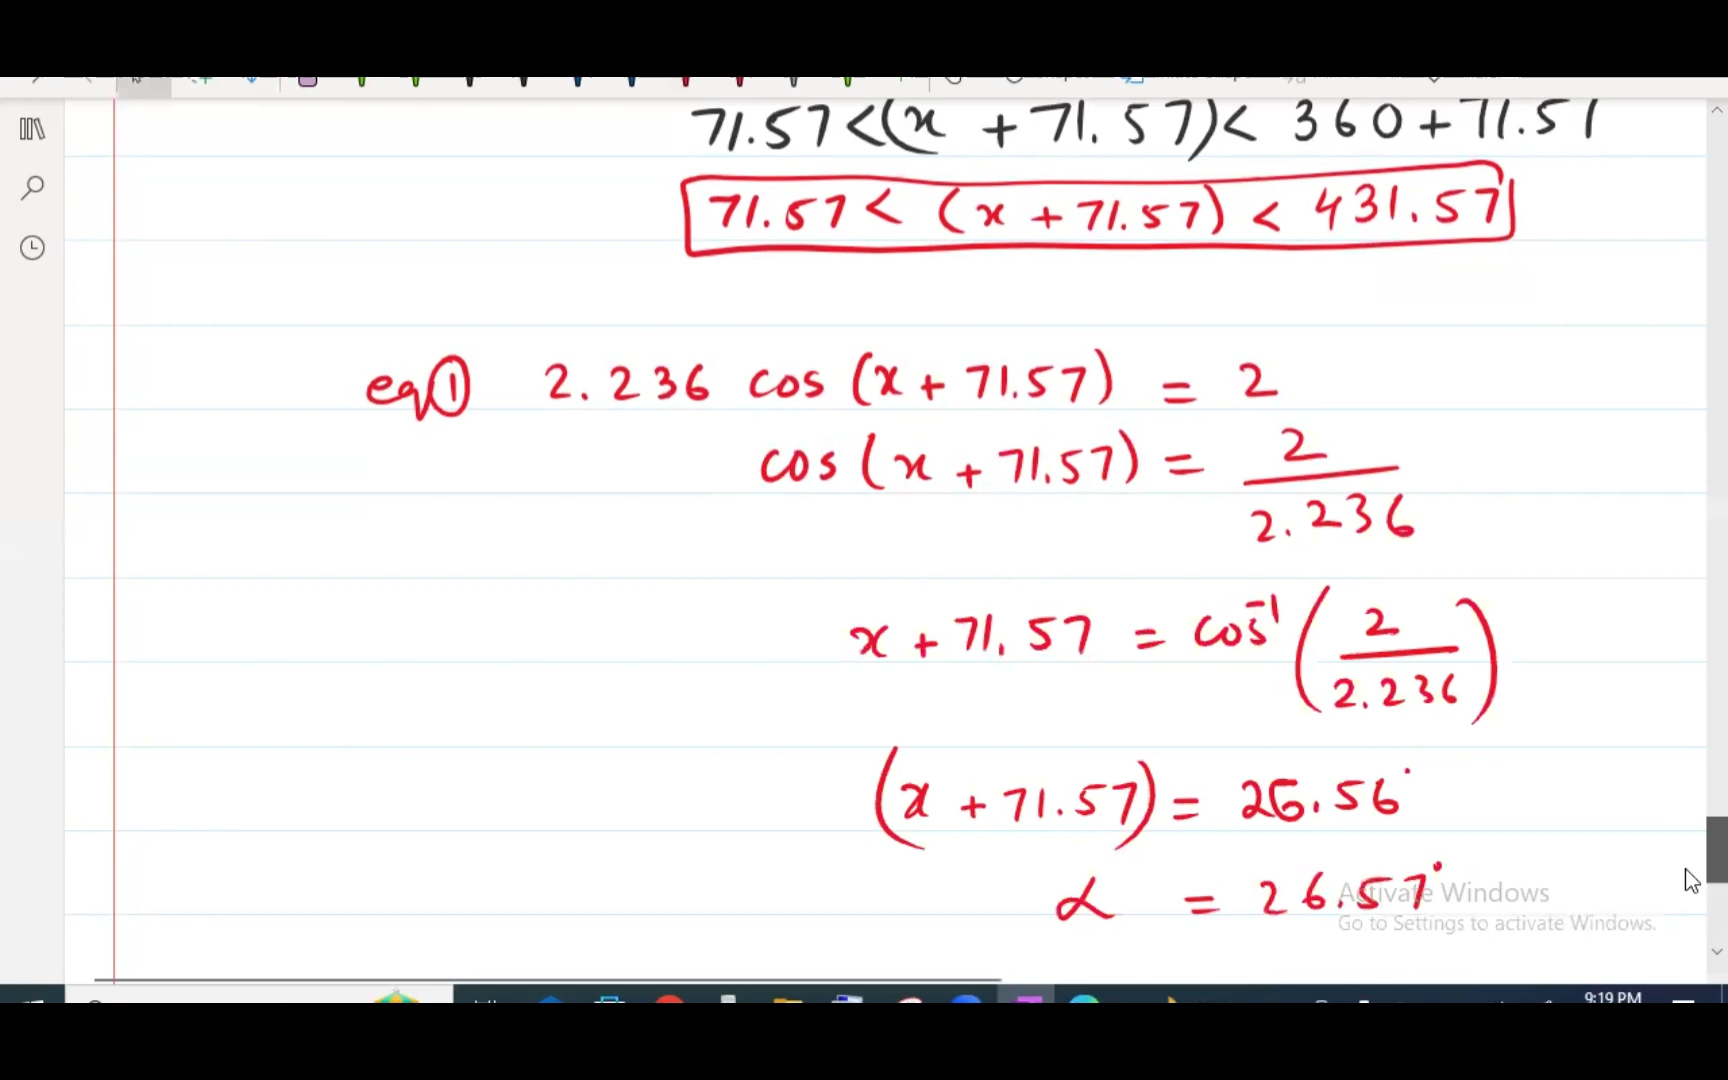 71.57<(x +71.57)< 360+71.57
71.57< (x +71.57) < 431.57
eq① 2.236 cos (x+71.57) = 2
cos (x +71.57) = 2
2.236
x +71.57 = cos⁻¹ (2
2.236)
(x +71.57) = 26.56°
α = 26.57°
Activate Windows
Go to Settings to activate Windows.
9:19 PM